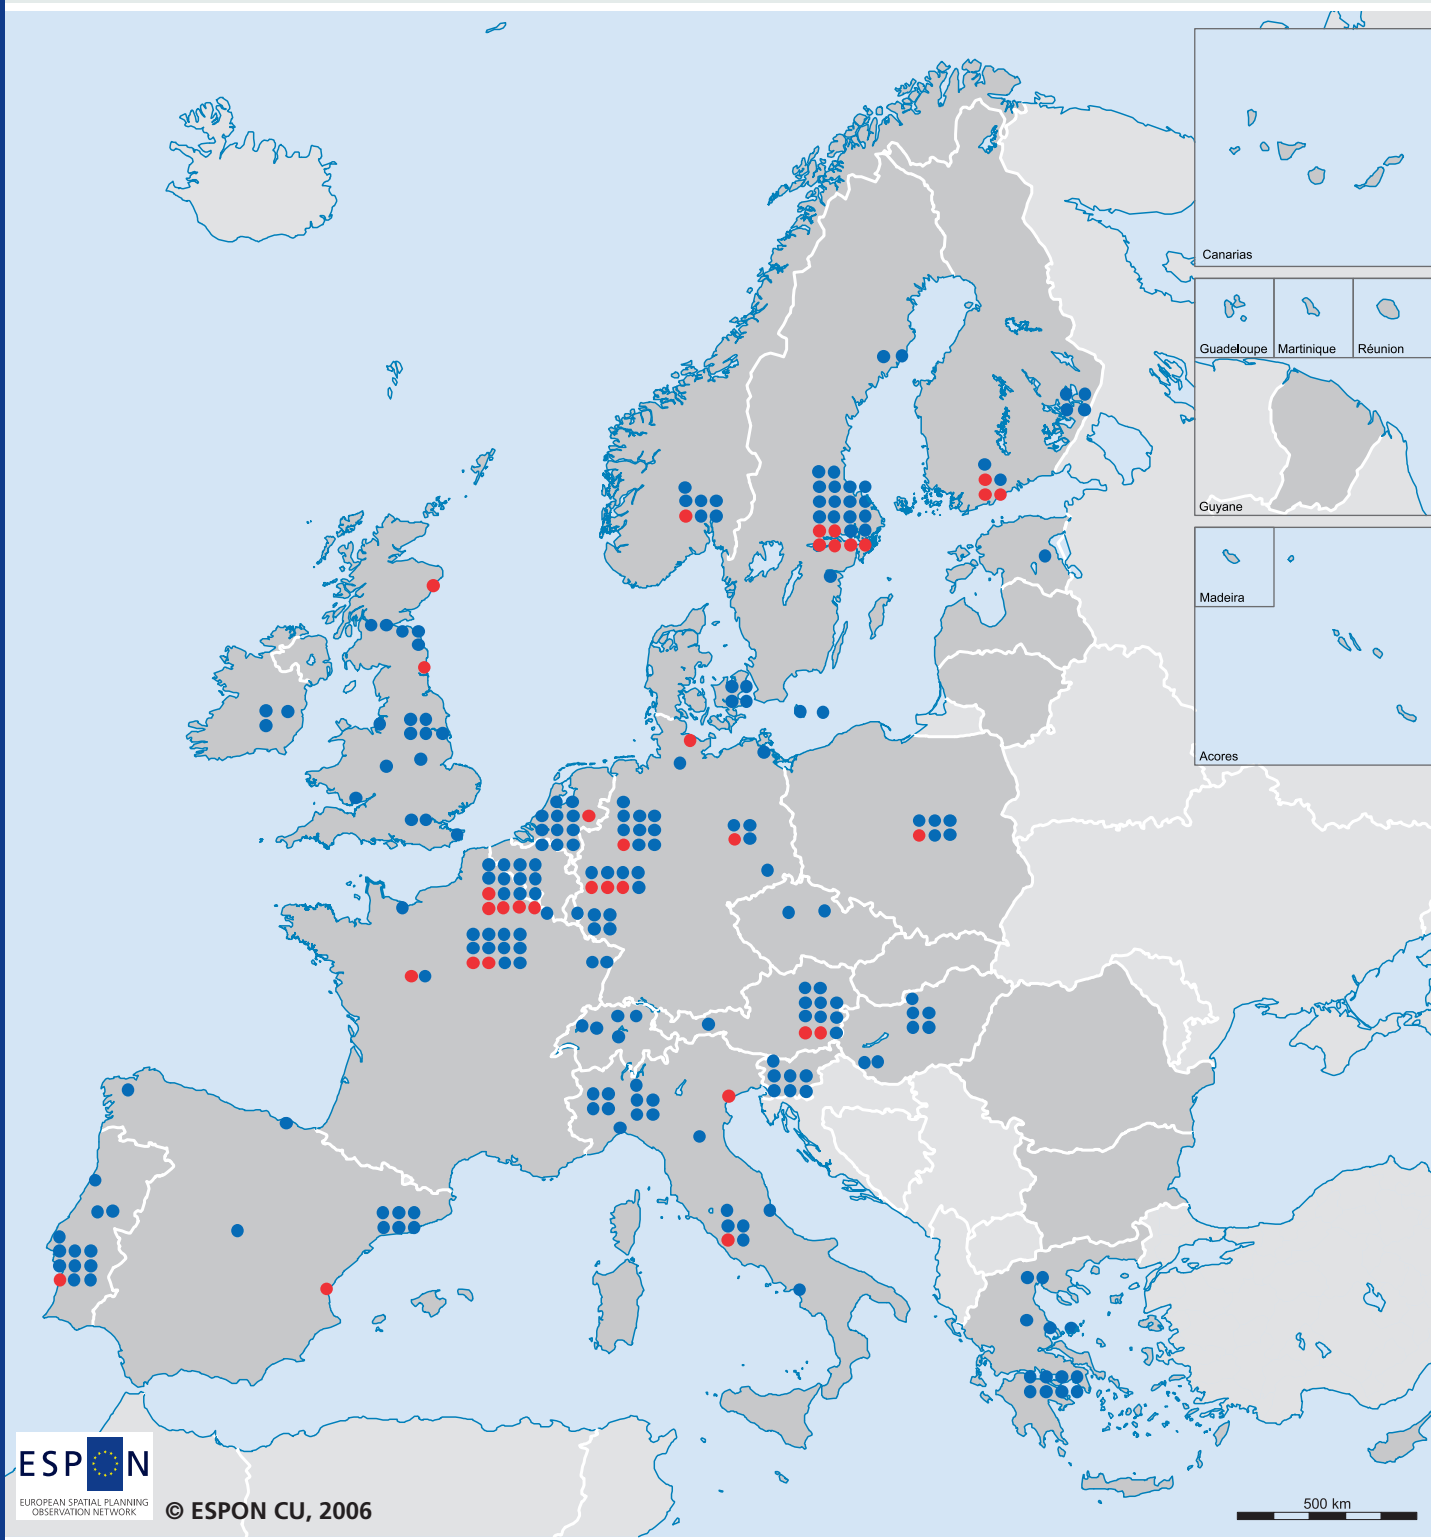 Canarias
Guadeloupe
Martinique
Réunion
Guyane
Madeira
Acores
ESPON
EUROPEAN SPATIAL PLANNING
OBSERVATION NETWORK
© ESPON CU, 2006
500 km